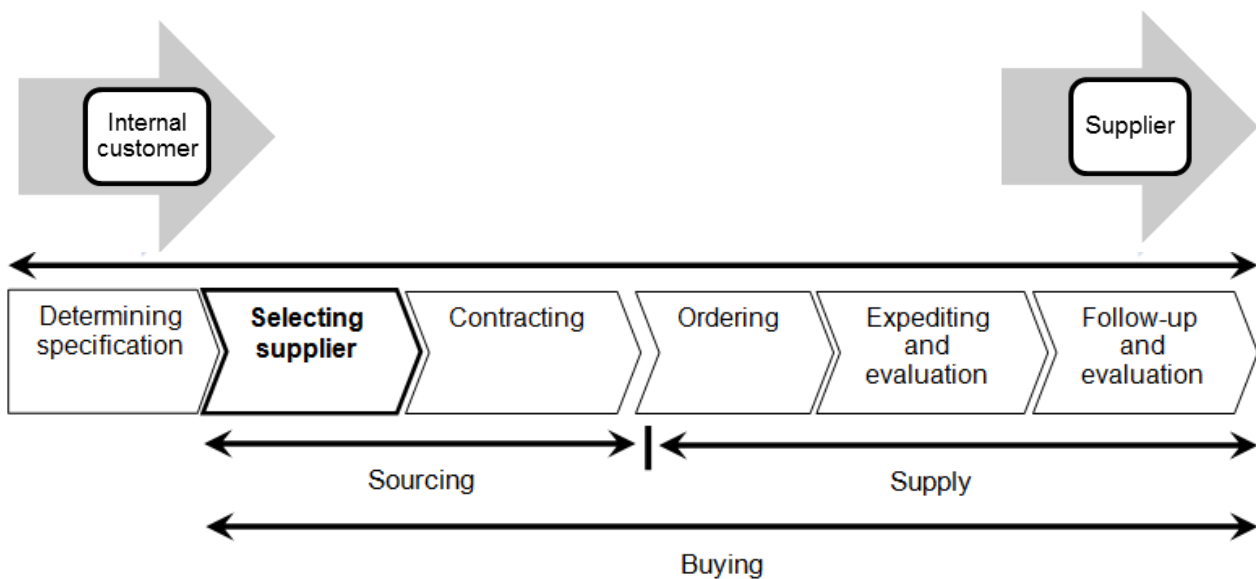 Internal
customer
Supplier
Determining
specification
Selecting
supplier
Contracting
Ordering
Expediting
and
evaluation
Follow-up
and
evaluation
Sourcing
Supply
Buying